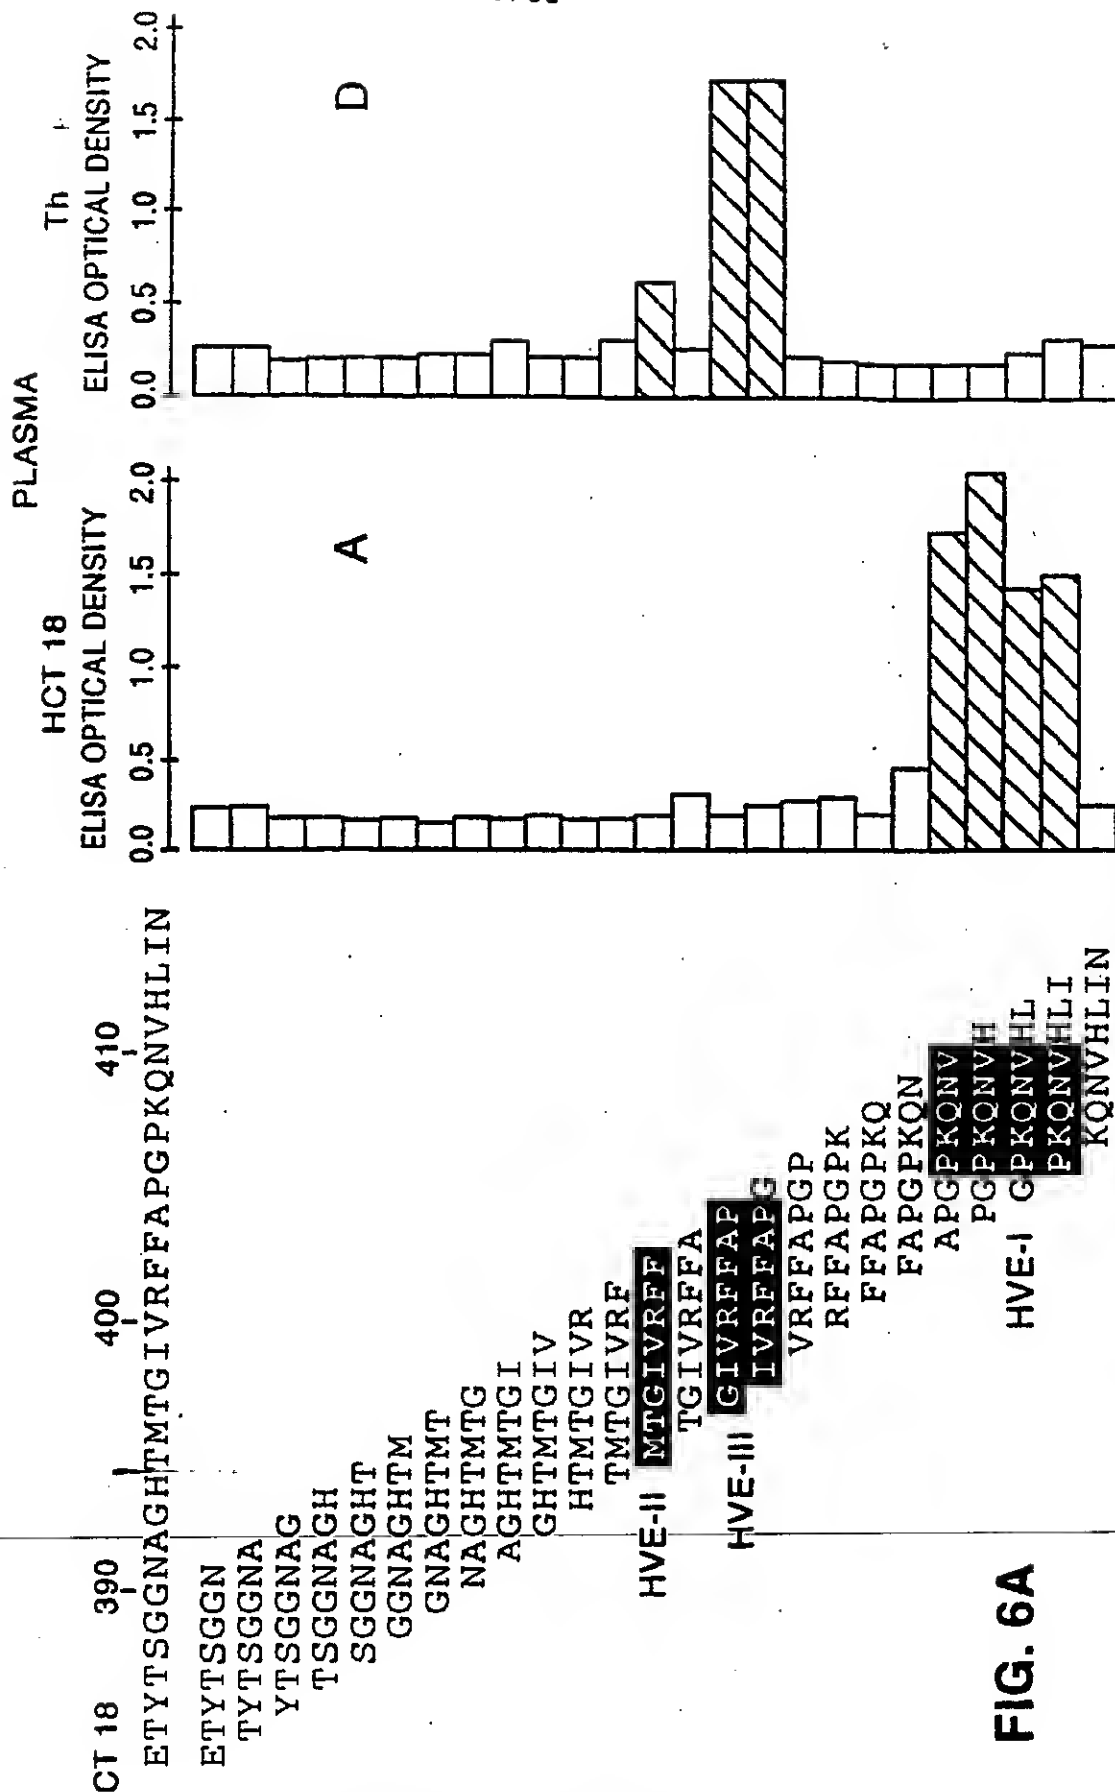 PLASMA
HCT 18
Th
ELISA OPTICAL DENSITY
ELISA OPTICAL DENSITY
CT 18
390
400
410
0.0 0.5 1.0 1.5 2.0
0.0 0.5 1.0 1.5 2.0
ETYTSGGNAGHTMTGIVRFFAPGPKQNVHLIN
A
D
ETYTSGGN
TYTSGGNA
YTSGGNAG
TSGGNAGH
SGGNAGHT
GGNAGHTM
GNAGHTMT
NAGHTMTG
AGHTMTGI
GHTMTGIV
HTMTGIVR
TMTGIVRF
HVE-II MTGIVRFF
TGIVRFFA
HVE-III GIVRFFAP
IVRFFAPG
VRFFAPGP
RFFAPGPK
FFAPGPKQ
FAPGPKQN
APGPKQNV
PGPKQNVH
HVE-I GPKQNVHL
PKQNVHLI
KQNVHLIN
FIG. 6A